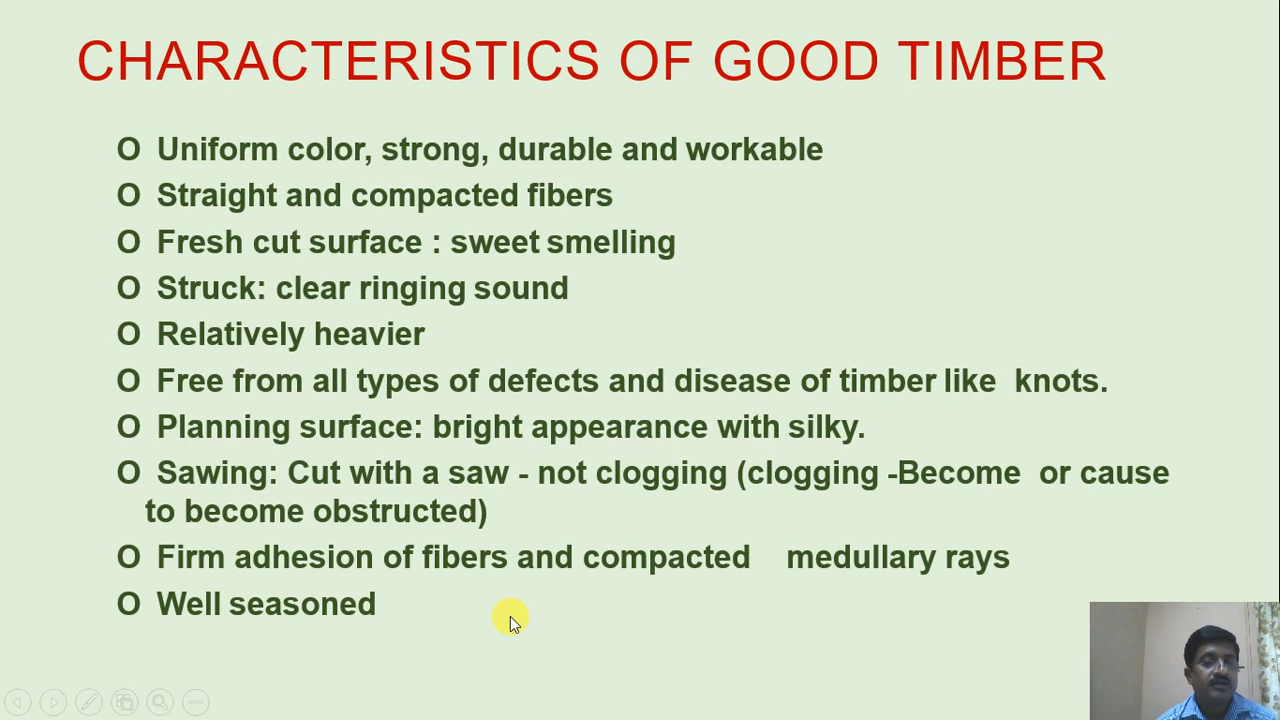 CHARACTERISTICS OF GOOD TIMBER
O Uniform color, strong, durable and workable
O Straight and compacted fibers
O Fresh cut surface : sweet smelling
O Struck: clear ringing sound
O Relatively heavier
O Free from all types of defects and disease of timber like knots.
O Planning surface: bright appearance with silky.
O Sawing: Cut with a saw - not clogging (clogging -Become or cause
to become obstructed)
O Firm adhesion of fibers and compacted medullary rays
O Well seasoned